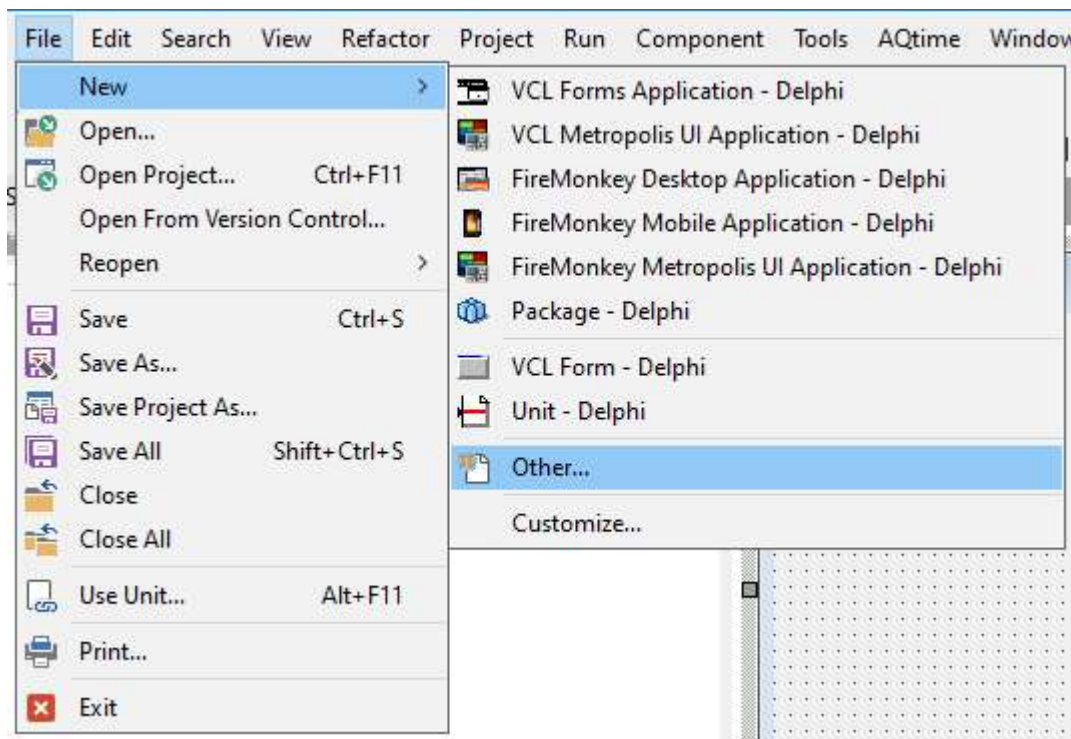 File Edit Search View Refactor Project Run Component Tools AQtime Window
New
Open...
Open Project... Ctrl+F11
Open From Version Control...
Reopen
Save Ctrl+S
Save As...
Save Project As...
Save All Shift+Ctrl+S
Close
Close All
Use Unit... Alt+F11
Print...
Exit
VCL Forms Application - Delphi
VCL Metropolis UI Application - Delphi
FireMonkey Desktop Application - Delphi
FireMonkey Mobile Application - Delphi
FireMonkey Metropolis UI Application - Delphi
Package - Delphi
VCL Form - Delphi
Unit - Delphi
Other...
Customize...